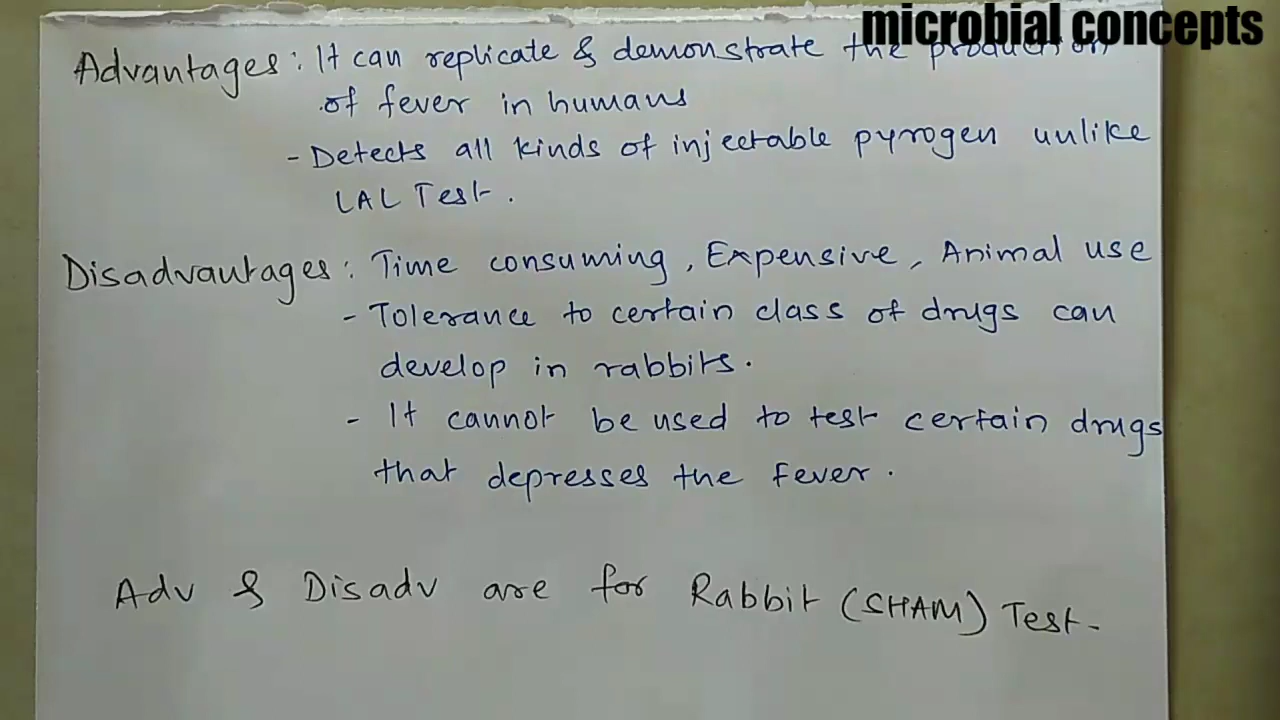 microbial concepts
Advantages: It can replicate & demonstrate the production
of fever in humans
- Detects all kinds of injectable pyrogen unlike
LAL Test.
Disadvantages: Time consuming, Expensive, Animal use
- Tolerance to certain class of drugs can
develop in rabbits.
- It cannot be used to test certain drugs
that depresses the fever.
Adv & Disadv are for Rabbit (SHAM) Test-